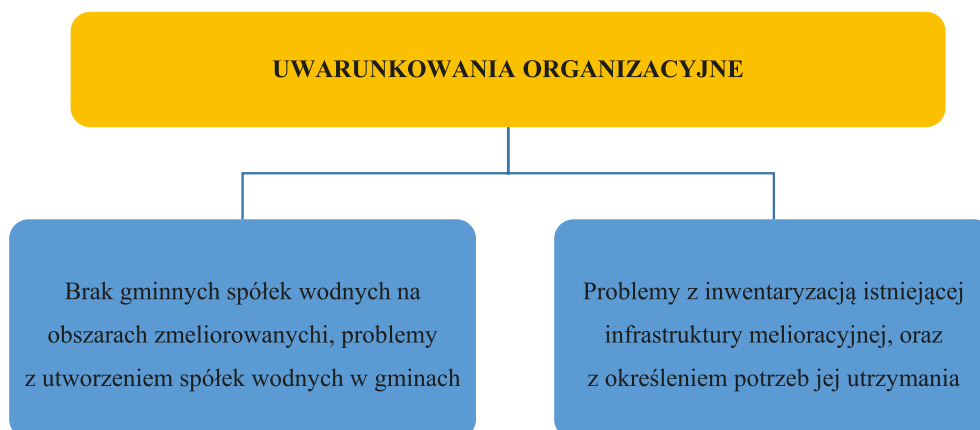 UWARUNKOWANIA ORGANIZACYJNE
Brak gminnych spółek wodnych na
obszarach zmeliorowanychi, problemy
z utworzeniem spółek wodnych w gminach
Problemy z inwentaryzacją istniejącej
infrastruktury melioracyjnej, oraz
z określeniem potrzeb jej utrzymania